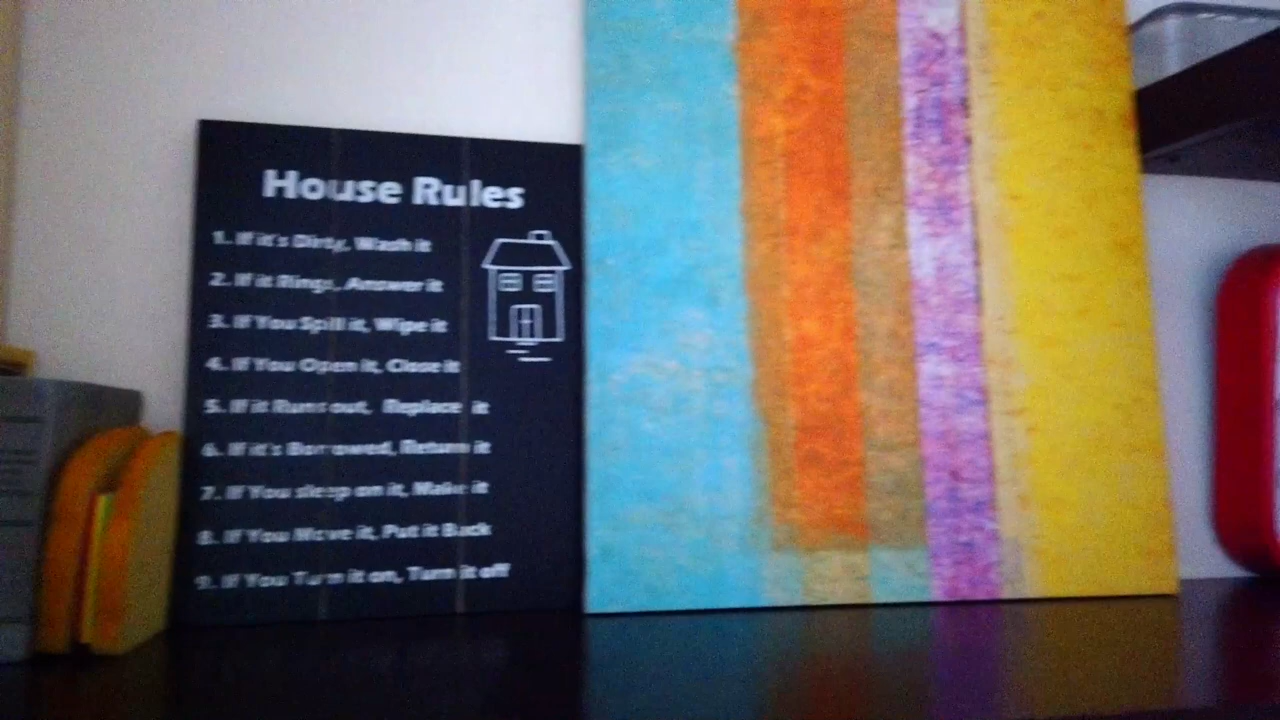 House Rules
1. If it's Dirty, Wash it
2. If it Rings, Answer it
3. If You Spill it, Wipe it
4. If You Open it, Close it
5. If it Runs out, Replace it
6. If it's Borrowed, Return it
7. If You sleep on it, Make it
8. If You Move it, Put it Back
9. If You Turn it on, Turn it off